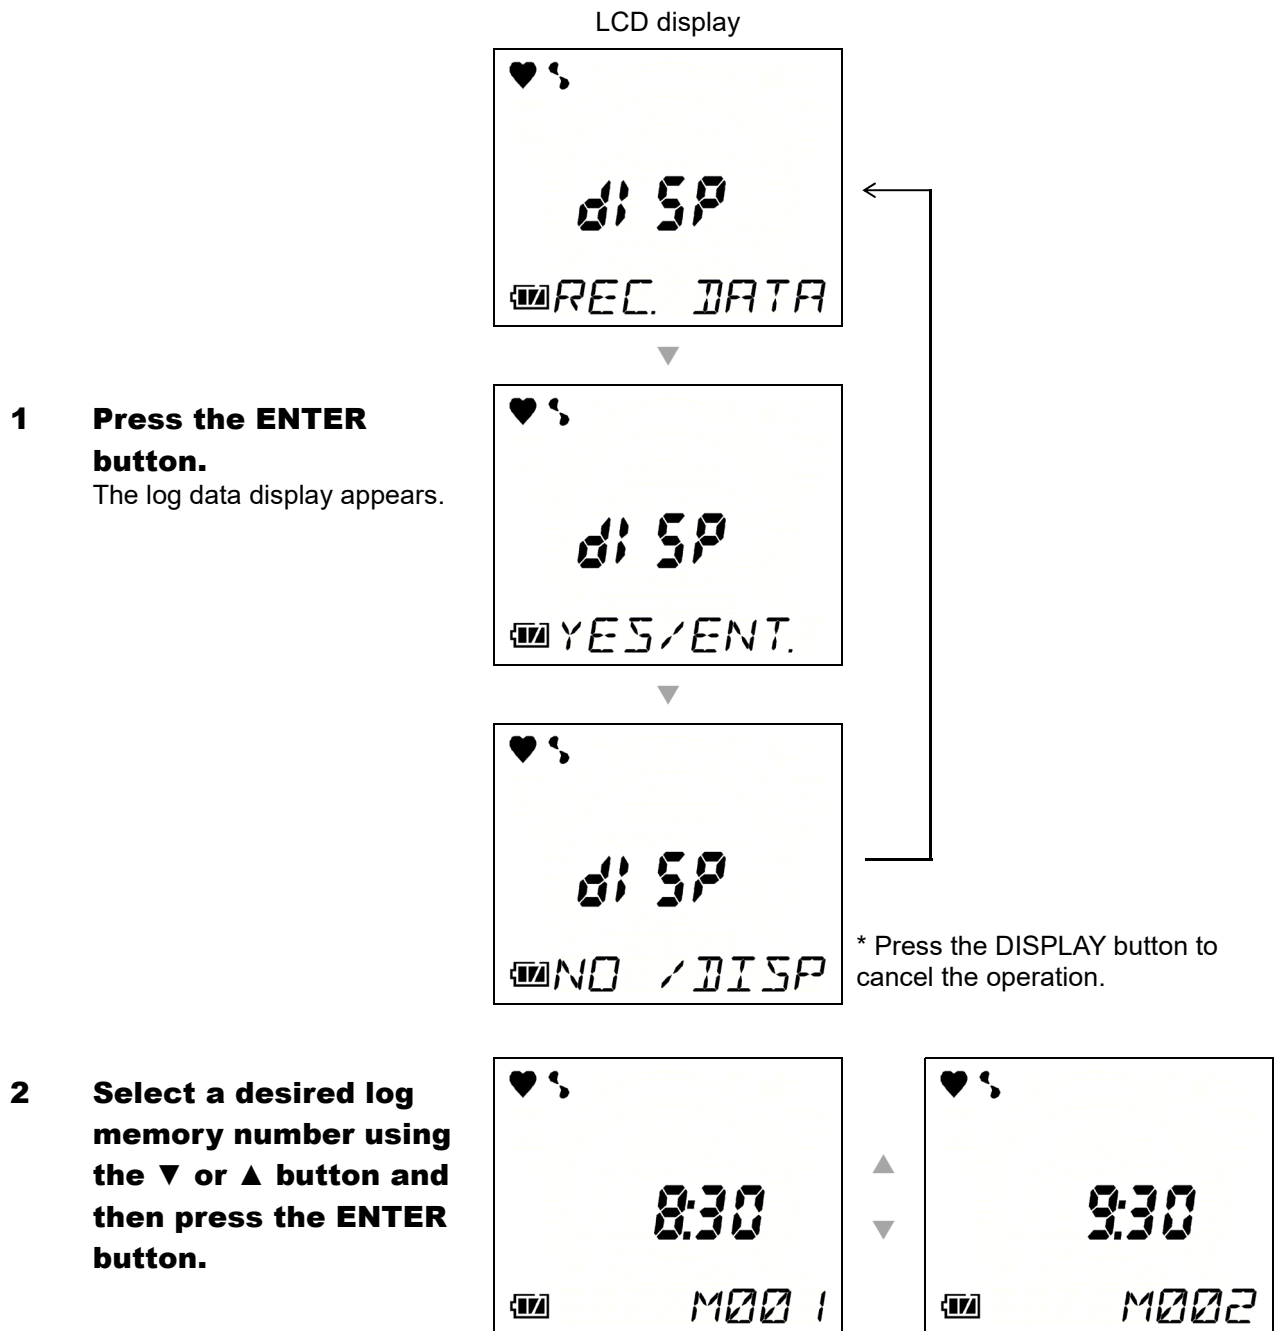 LCD display
di SP
REC. DATA
1 Press the ENTER
button.
The log data display appears.
di SP
YES/ENT.
di SP
NO /DISP
* Press the DISPLAY button to
cancel the operation.
2 Select a desired log
memory number using
the ▼ or ▲ button and
then press the ENTER
button.
8:30
M001
9:30
M002